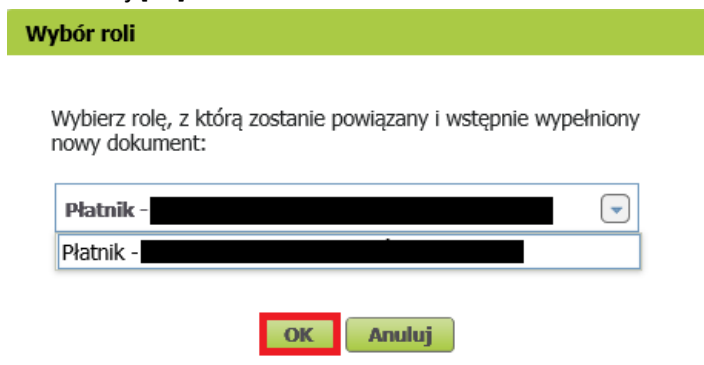 Wybór roli
Wybierz rolę, z którą zostanie powiązany i wstępnie wypełniony
nowy dokument:
Płatnik -
Płatnik -
OK Anuluj